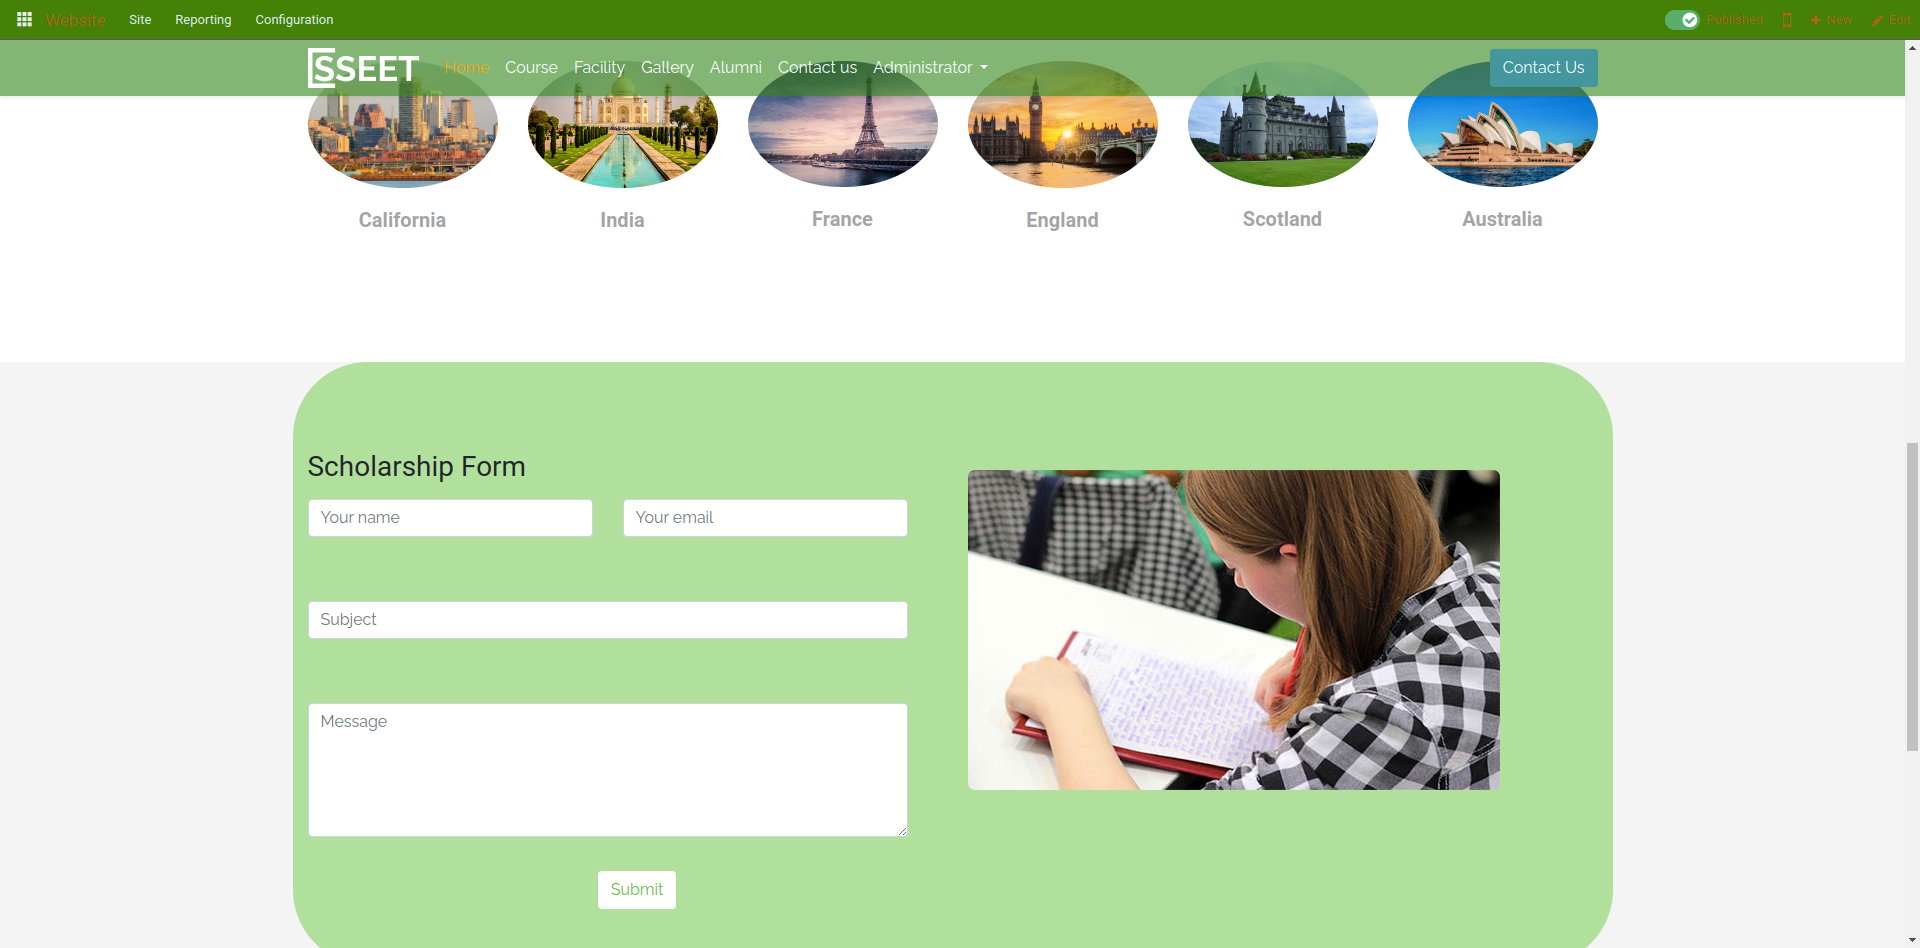 Website Site Reporting Configuration Published New Edit
SSEET Home Course Facility Gallery Alumni Contact us Administrator Contact Us
California India France England Scotland Australia
Scholarship Form
Your name Your email
Subject
Message
Submit